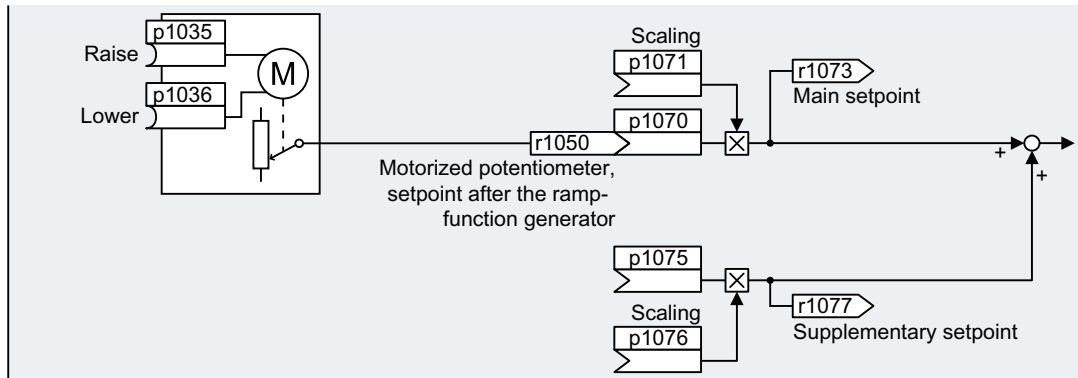 p1035
Raise
p1036
Lower
M
Scaling
p1071
r1073
Main setpoint
p1070
r1050
Motorized potentiometer,
setpoint after the ramp-
function generator
+
+
p1075
r1077
Supplementary setpoint
Scaling
p1076